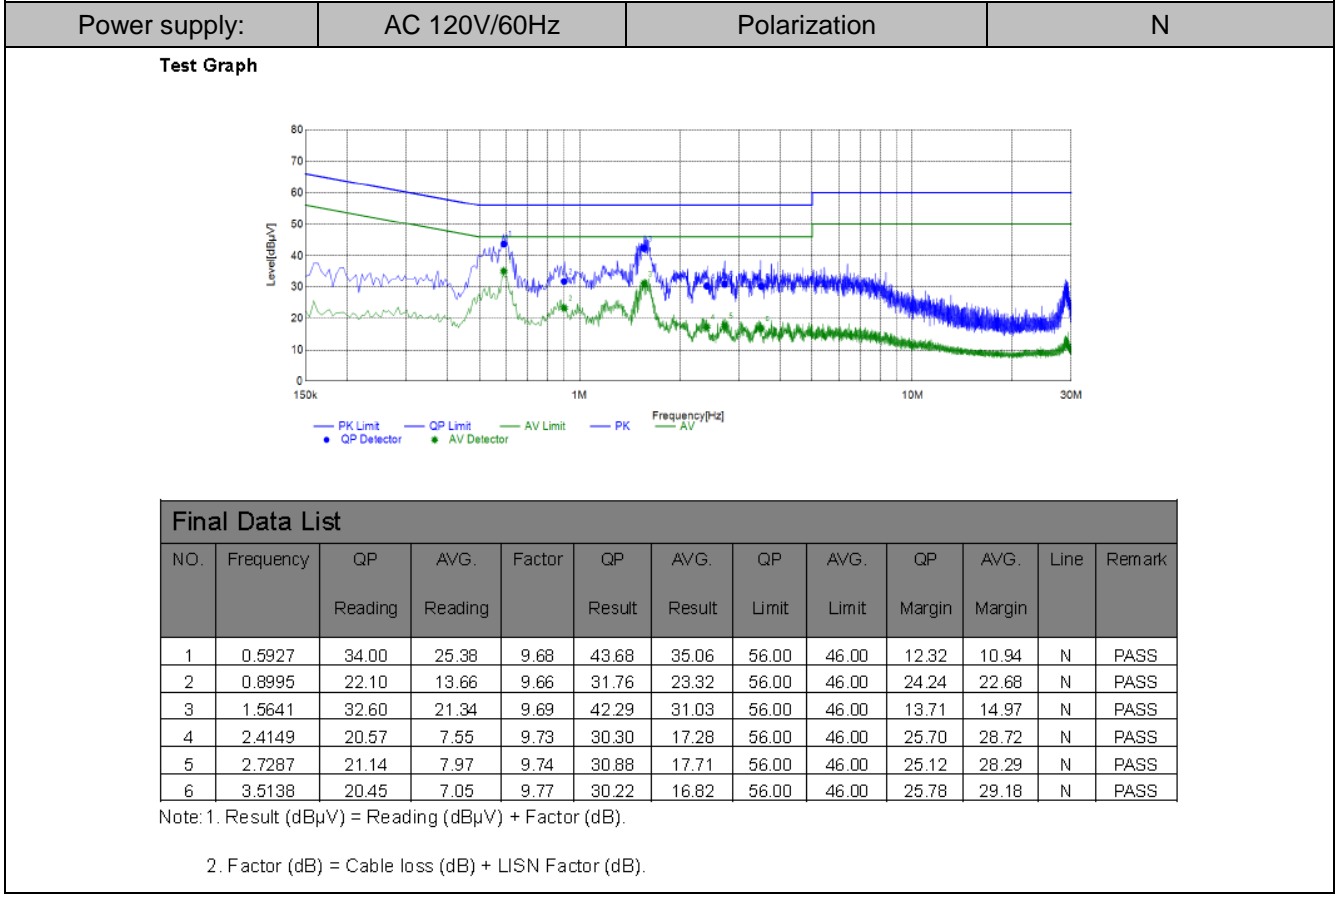 Power supply: AC 120V/60Hz Polarization N
Test Graph
80
70
60
50
40
30
20
10
0
Level[dBµV]
150k 1M 10M 30M
Frequency[Hz]
PK Limit QP Limit AV Limit PK AV
QP Detector AV Detector
Final Data List
NO. Frequency QP AVG. Factor QP AVG. QP AVG. QP AVG. Line Remark
Reading Reading Result Result Limit Limit Margin Margin
1 0.5927 34.00 25.38 9.68 43.68 35.06 56.00 46.00 12.32 10.94 N PASS
2 0.8995 22.10 13.66 9.66 31.76 23.32 56.00 46.00 24.24 22.68 N PASS
3 1.5641 32.60 21.34 9.69 42.29 31.03 56.00 46.00 13.71 14.97 N PASS
4 2.4149 20.57 7.55 9.73 30.30 17.28 56.00 46.00 25.70 28.72 N PASS
5 2.7287 21.14 7.97 9.74 30.88 17.71 56.00 46.00 25.12 28.29 N PASS
6 3.5138 20.45 7.05 9.77 30.22 16.82 56.00 46.00 25.78 29.18 N PASS
Note:1. Result (dBµV) = Reading (dBµV) + Factor (dB).
2. Factor (dB) = Cable loss (dB) + LISN Factor (dB).